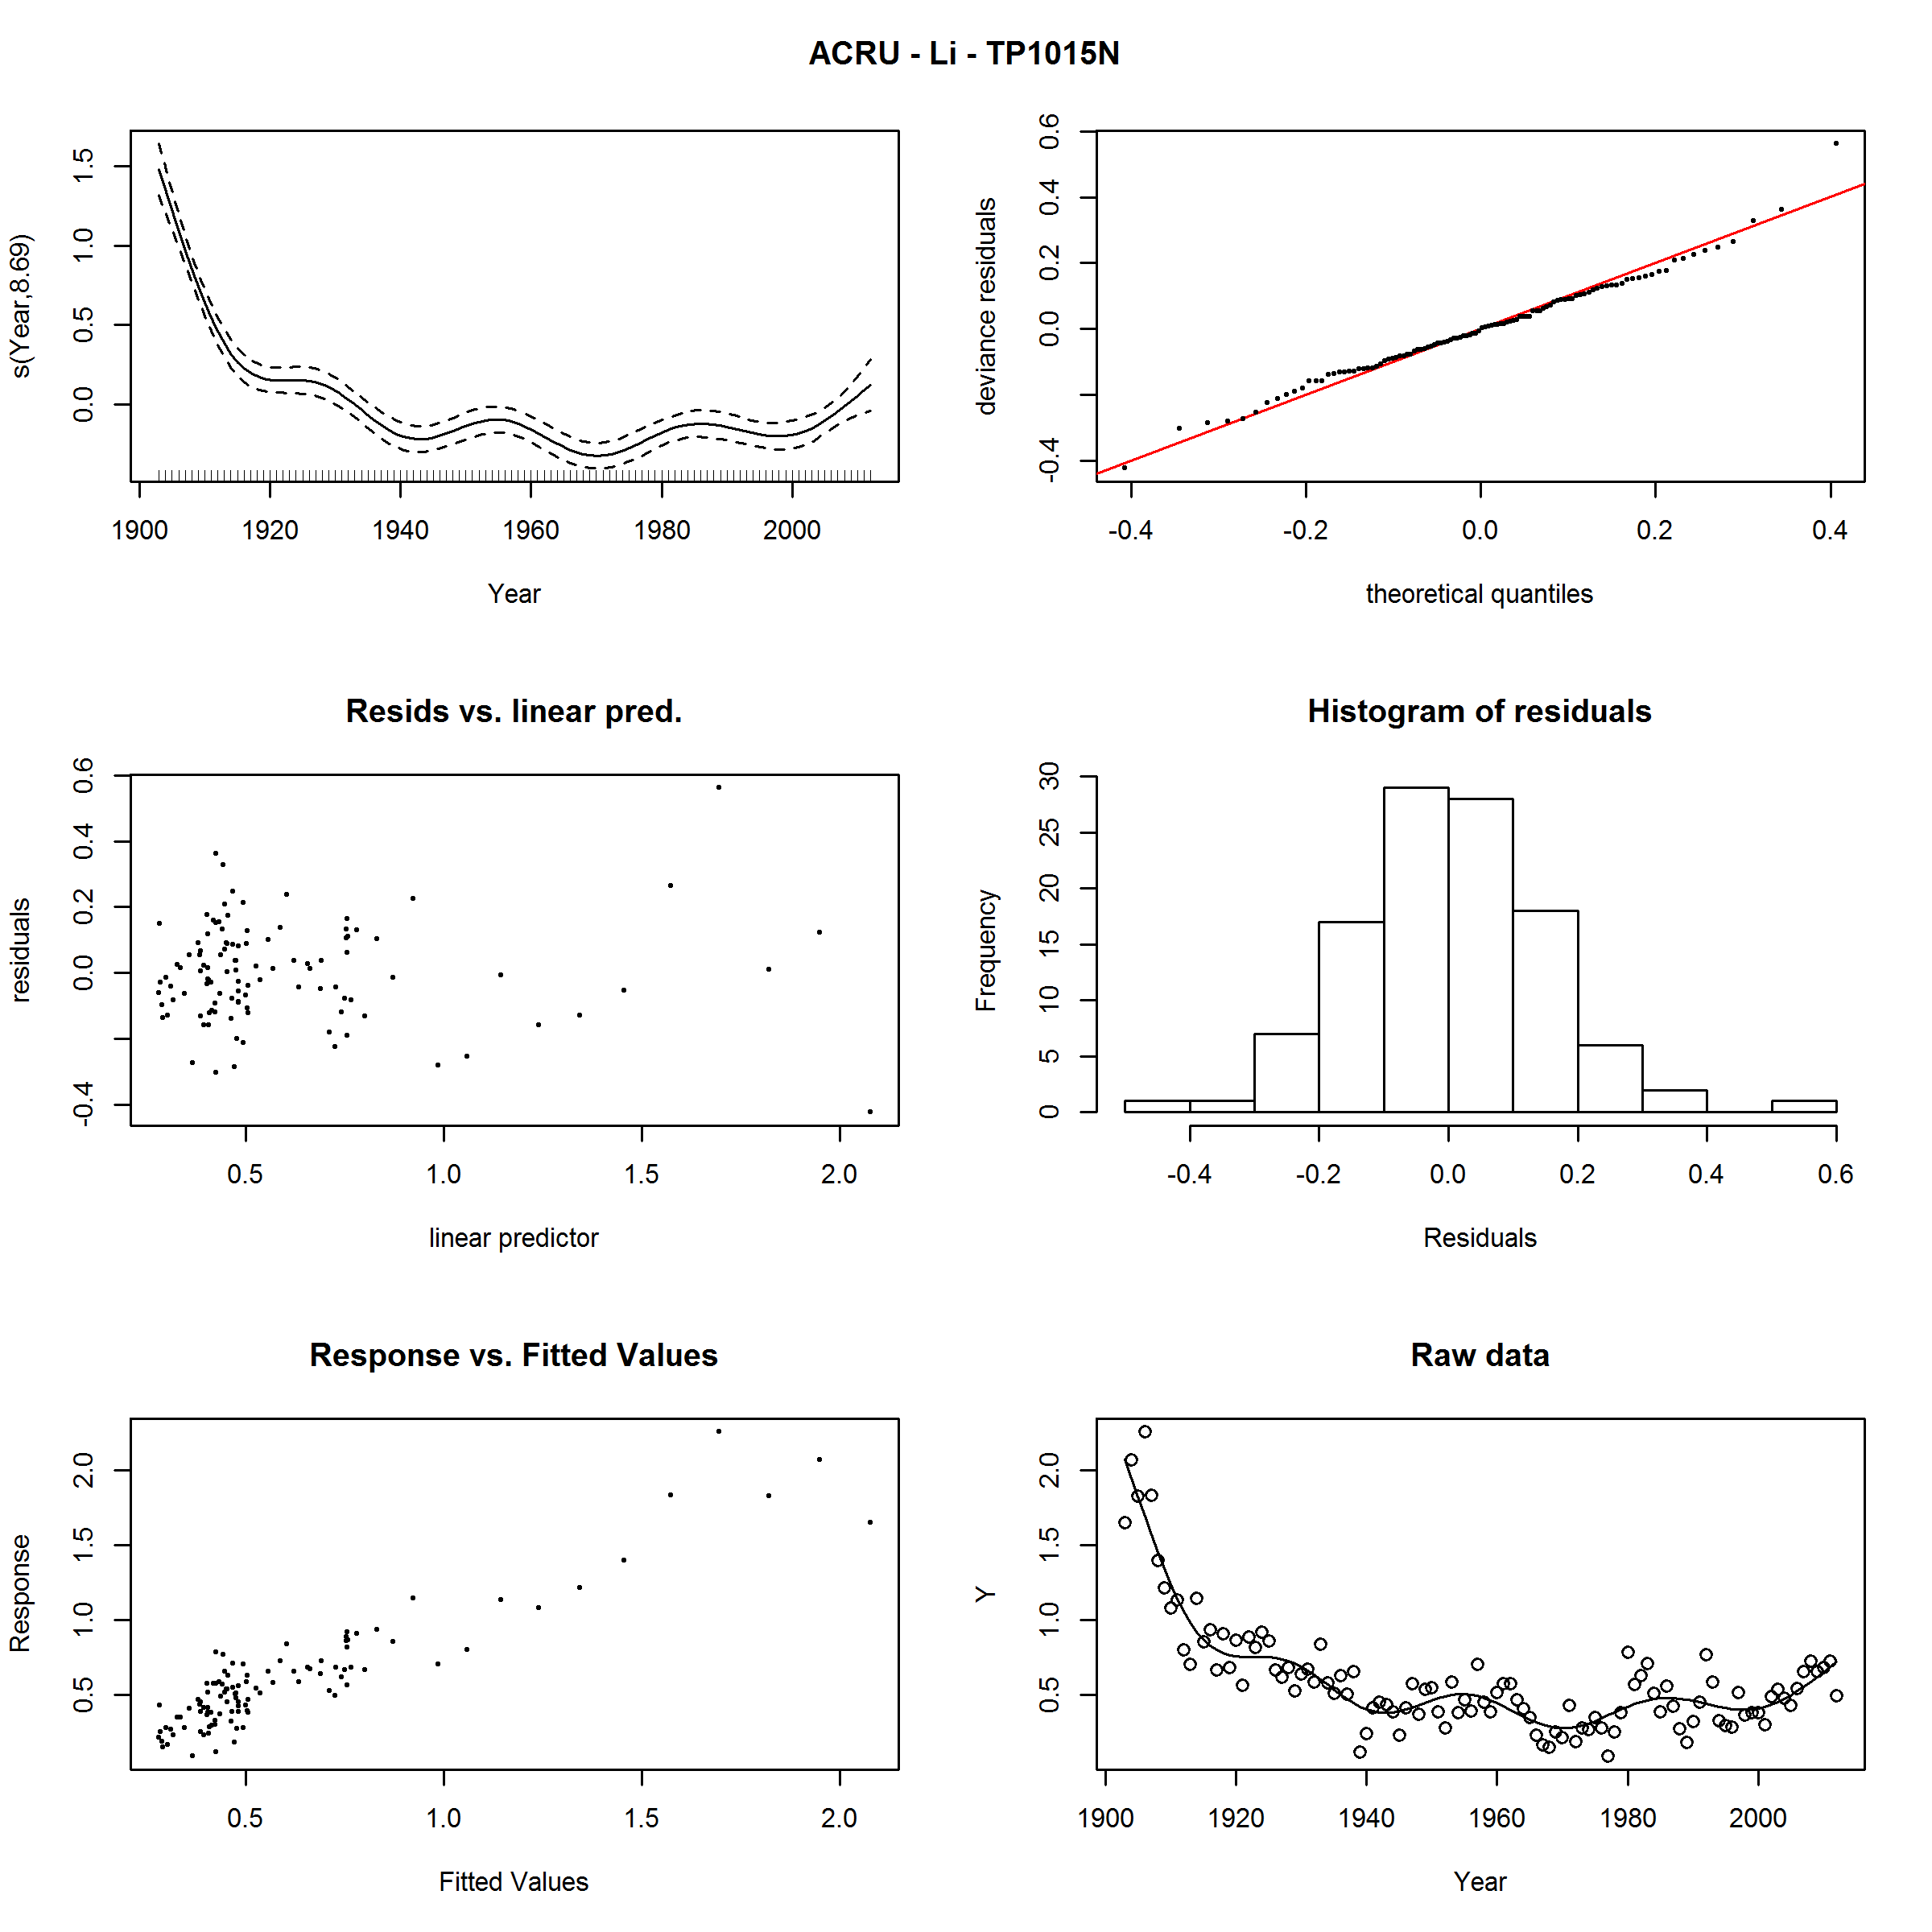 ACRU - Li - TP1015N
s(Year,8.69)
0.0 0.5 1.0 1.5
1900 1920 1940 1960 1980 2000
Year
deviance residuals
-0.4 0.0 0.2 0.4 0.6
-0.4 -0.2 0.0 0.2 0.4
theoretical quantiles
Resids vs. linear pred.
residuals
-0.4 0.0 0.2 0.4 0.6
0.5 1.0 1.5 2.0
linear predictor
Histogram of residuals
Frequency
0 5 10 15 20 25 30
-0.4 -0.2 0.0 0.2 0.4 0.6
Residuals
Response vs. Fitted Values
Response
0.5 1.0 1.5 2.0
0.5 1.0 1.5 2.0
Fitted Values
Raw data
Y
0.5 1.0 1.5 2.0
1900 1920 1940 1960 1980 2000
Year